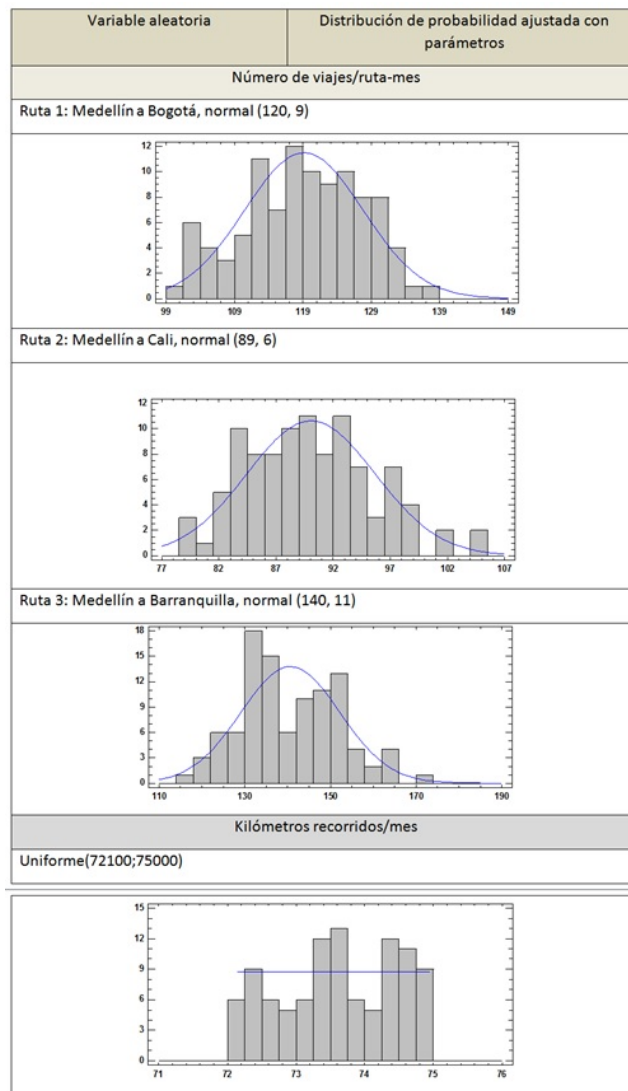 Variable aleatoria
Distribución de probabilidad ajustada con
parámetros
Número de viajes/ruta-mes
Ruta 1: Medellín a Bogotá, normal (120, 9)
12
10
8
6
4
2
0
99 109 119 129 139 149
Ruta 2: Medellín a Cali, normal (89, 6)
12
10
8
6
4
2
0
77 82 87 92 97 102 107
Ruta 3: Medellín a Barranquilla, normal (140, 11)
18
15
12
9
6
3
0
110 130 150 170 190
Kilómetros recorridos/mes
Uniforme(72100;75000)
15
12
9
6
3
0
71 72 73 74 75 76